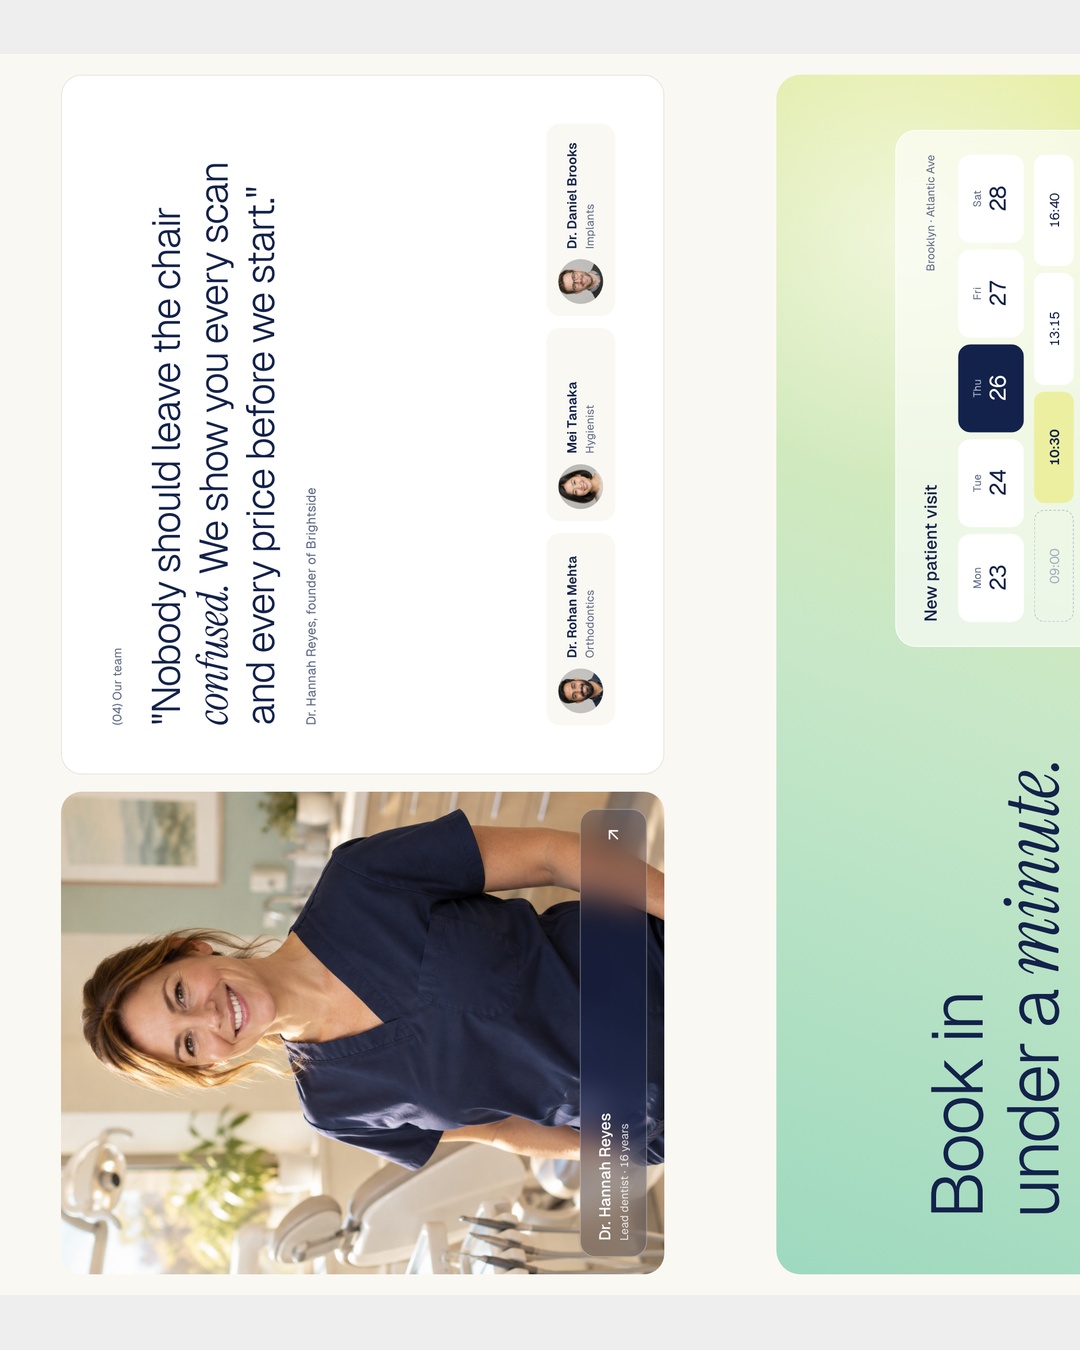 (04) Our team
"Nobody should leave the chair
confused. We show you every scan
and every price before we start."
Dr. Hannah Reyes, founder of Brightside
Dr. Rohan Mehta
Orthodontics
Mei Tanaka
Hygienist
Dr. Daniel Brooks
Implants
Dr. Hannah Reyes
Lead dentist · 16 years
Book in
under a minute.
New patient visit
Brooklyn · Atlantic Ave
Mon
23
Tue
24
Thu
26
Fri
27
Sat
28
09:00
10:30
13:15
16:40